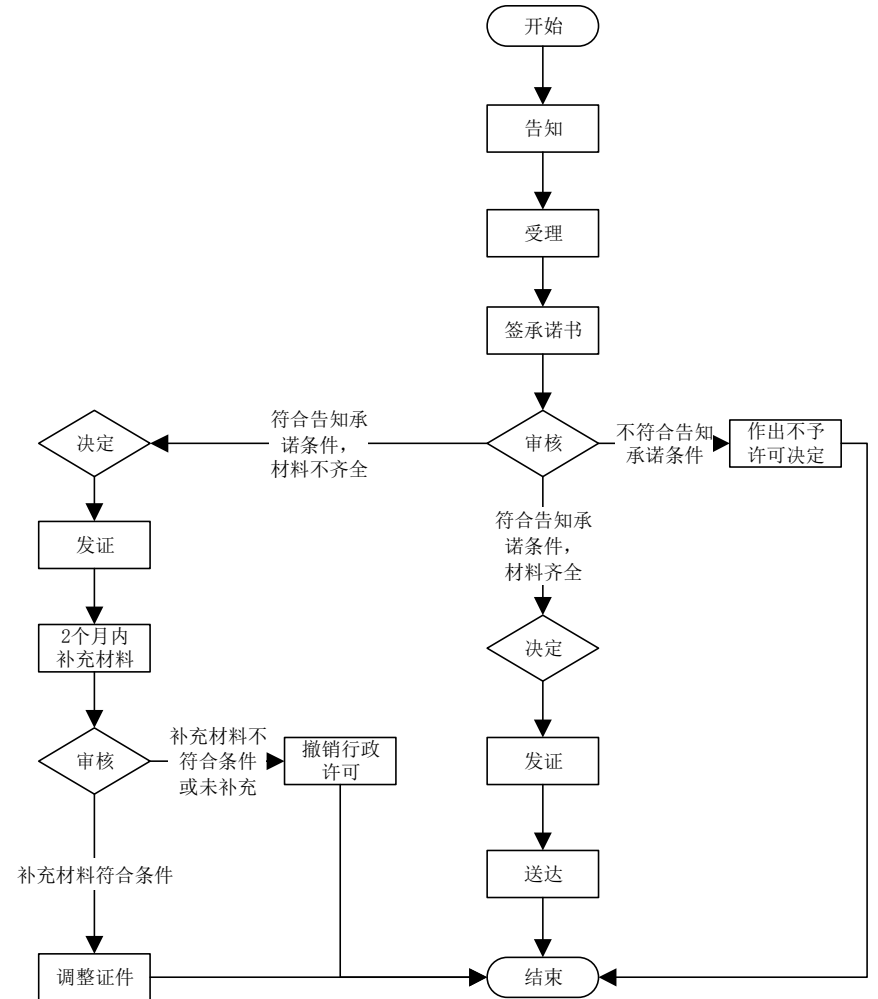 开始
告知
受理
签承诺书
符合告知承
诺条件，
材料不齐全
决定
审核
不符合告知
承诺条件
作出不予
许可决定
符合告知承
诺条件，
材料齐全
发证
2个月内
补充材料
决定
审核
补充材料不
符合条件
或未补充
撤销行政
许可
发证
补充材料符合条件
送达
调整证件
结束